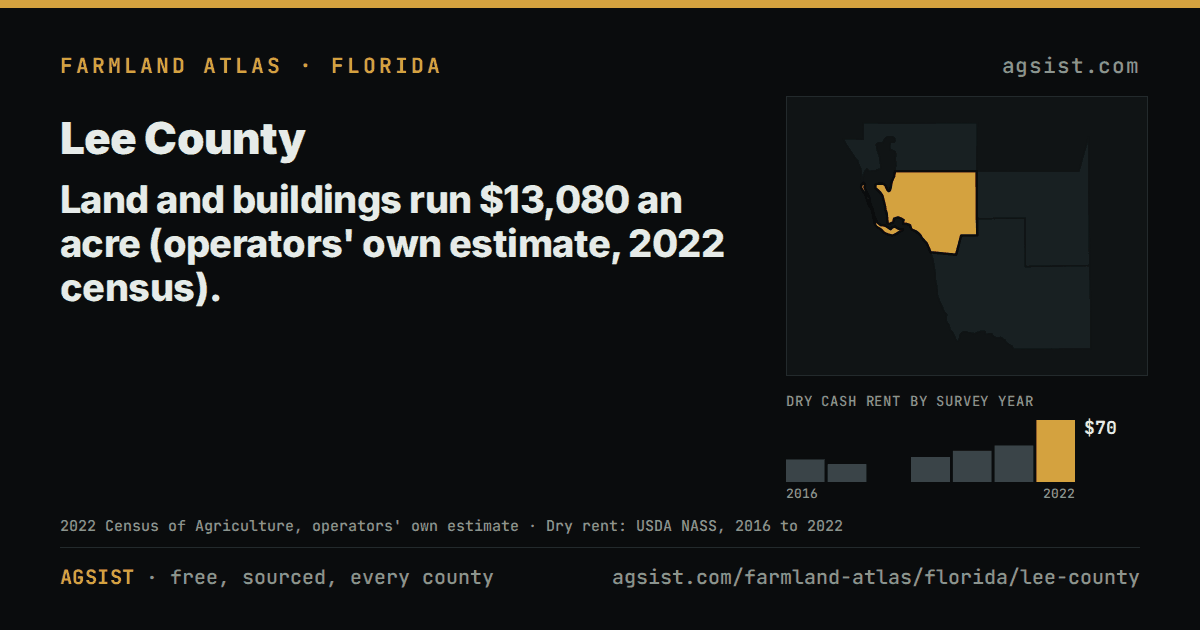 FARMLAND ATLAS · FLORIDA
agsist.com
Lee County
Land and buildings run $13,080 an
acre (operators' own estimate, 2022
census).
DRY CASH RENT BY SURVEY YEAR
$70
2016
2022
2022 Census of Agriculture, operators' own estimate · Dry rent: USDA NASS, 2016 to 2022
AGSIST · free, sourced, every county
agsist.com/farmland-atlas/florida/lee-county